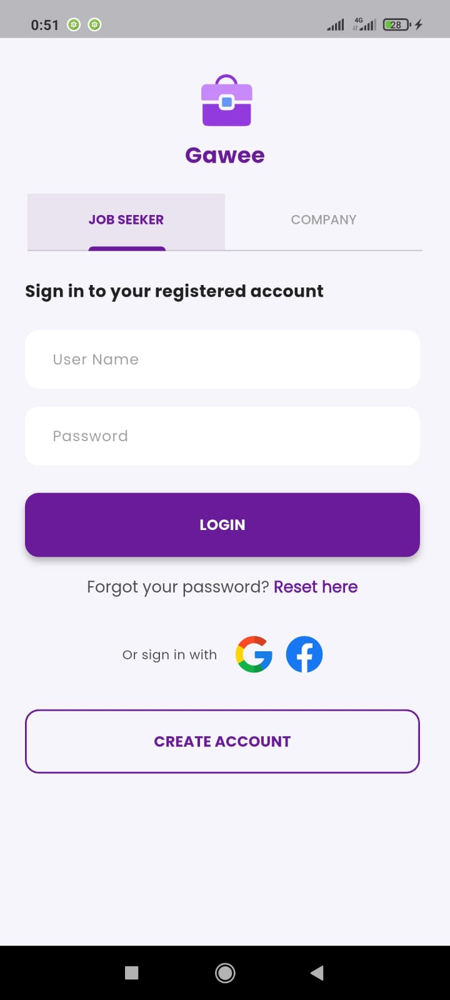 0:51
4G
28
Gawee
JOB SEEKER COMPANY
Sign in to your registered account
User Name
Password
LOGIN
Forgot your password? Reset here
Or sign in with
CREATE ACCOUNT